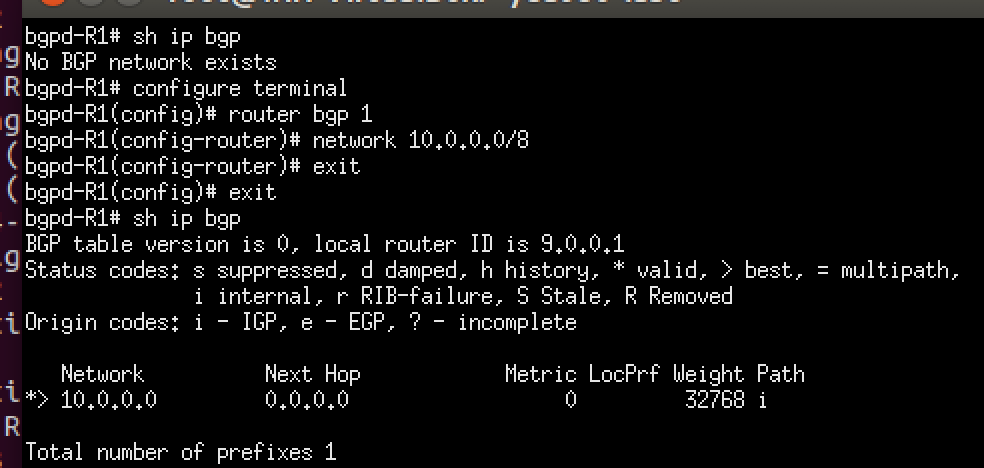 bgpd-R1# sh ip bgp
No BGP network exists
bgpd-R1# configure terminal
bgpd-R1(config)# router bgp 1
bgpd-R1(config-router)# network 10.0.0.0/8
bgpd-R1(config-router)# exit
bgpd-R1(config)# exit
bgpd-R1# sh ip bgp
BGP table version is 0, local router ID is 9.0.0.1
Status codes: s suppressed, d damped, h history, * valid, > best, = multipath,
i internal, r RIB-failure, S Stale, R Removed
Origin codes: i - IGP, e - EGP, ? - incomplete
Network Next Hop Metric LocPrf Weight Path
*> 10.0.0.0 0.0.0.0 0 32768 i
Total number of prefixes 1